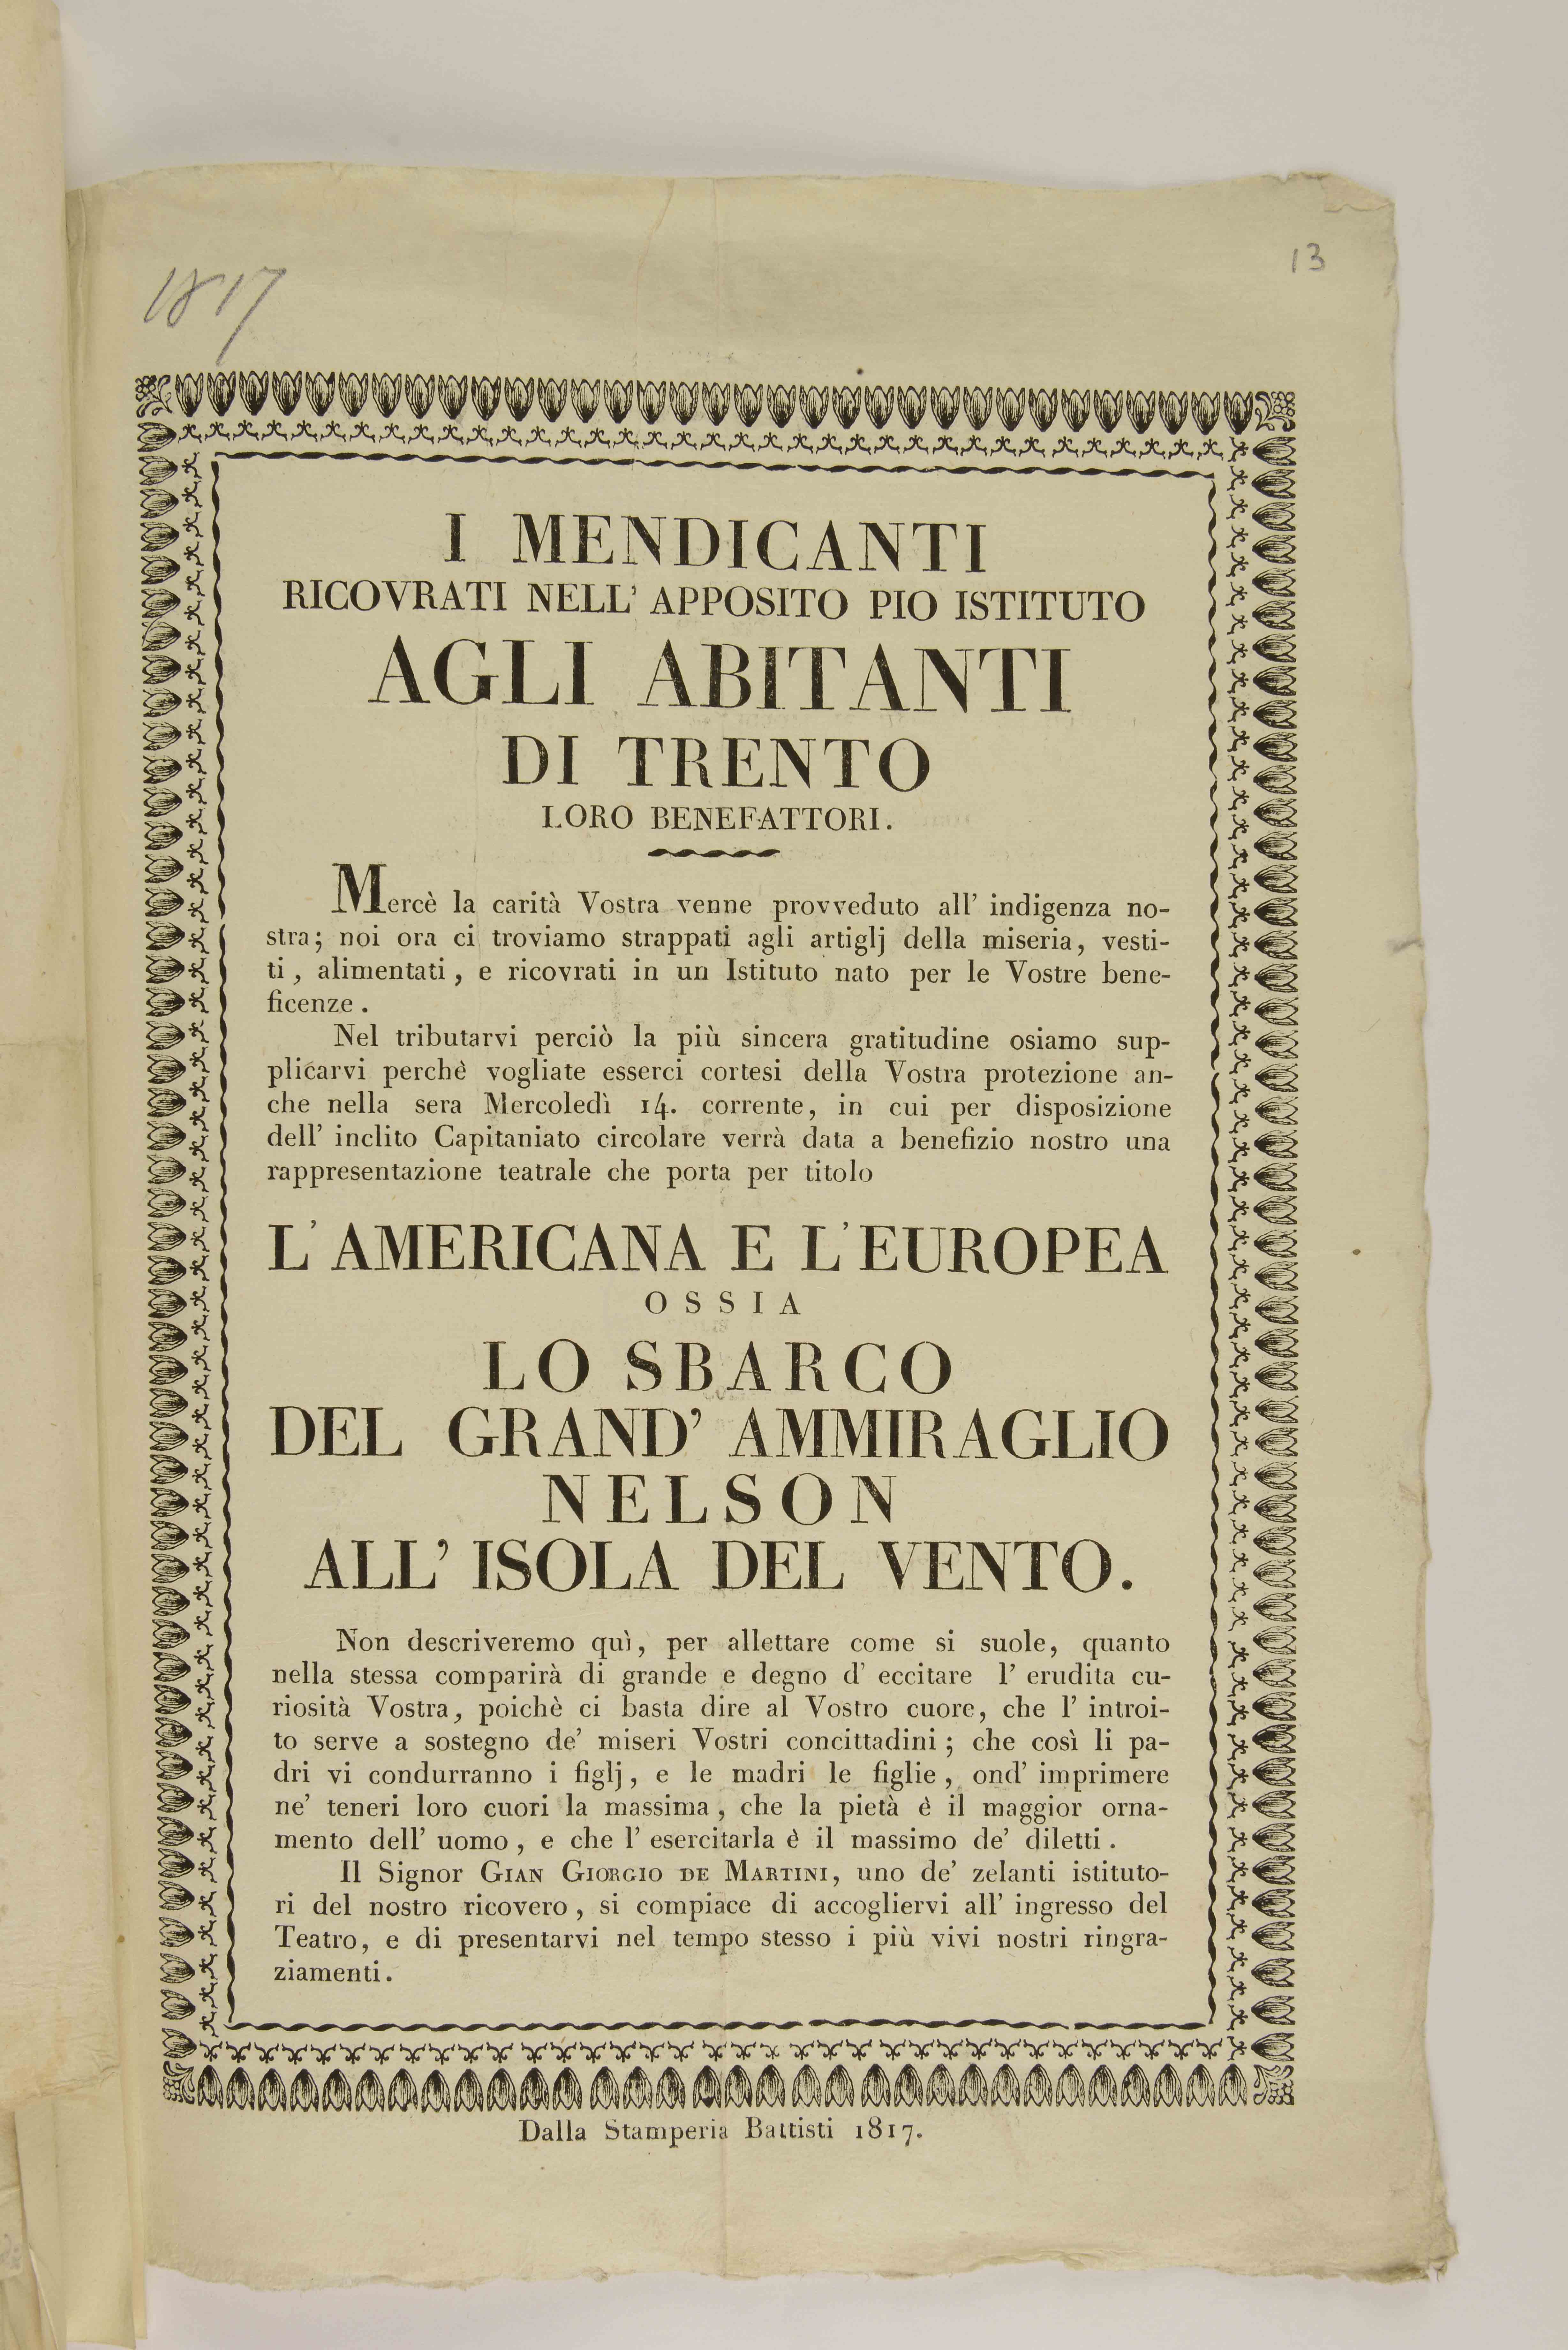 1817
13
I MENDICANTI
RICOVRATI NELL' APPOSITO PIO ISTITUTO
AGLI ABITANTI
DI TRENTO
LORO BENEFATTORI.
Mercè la carità Vostra venne provveduto all' indigenza no-
stra; noi ora ci troviamo strappati agli artiglj della miseria, vesti-
ti, alimentati, e ricovrati in un Istituto nato per le Vostre bene-
ficenze.
Nel tributarvi perciò la più sincera gratitudine osiamo sup-
plicarvi perchè vogliate esserci cortesi della Vostra protezione an-
che nella sera Mercoledì 14. corrente, in cui per disposizione
dell' inclito Capitaniato circolare verrà data a benefizio nostro una
rappresentazione teatrale che porta per titolo
L'AMERICANA E L'EUROPEA
OSSIA
LO SBARCO
DEL GRAND' AMMIRAGLIO
NELSON
ALL' ISOLA DEL VENTO.
Non descriveremo quì, per allettare come si suole, quanto
nella stessa comparirà di grande e degno d' eccitare l' erudita cu-
riosità Vostra, poichè ci basta dire al Vostro cuore, che l' introi-
to serve a sostegno de' miseri Vostri concittadini; che così li pa-
dri vi condurranno i figlj, e le madri le figlie, ond' imprimere
ne' teneri loro cuori la massima, che la pietà è il maggior orna-
mento dell' uomo, e che l' esercitarla è il massimo de' diletti.
Il Signor GIAN GIORGIO DE MARTINI, uno de' zelanti istituto-
ri del nostro ricovero, si compiace di accogliervi all' ingresso del
Teatro, e di presentarvi nel tempo stesso i più vivi nostri ringra-
ziamenti.
Dalla Stamperia Battisti 1817.